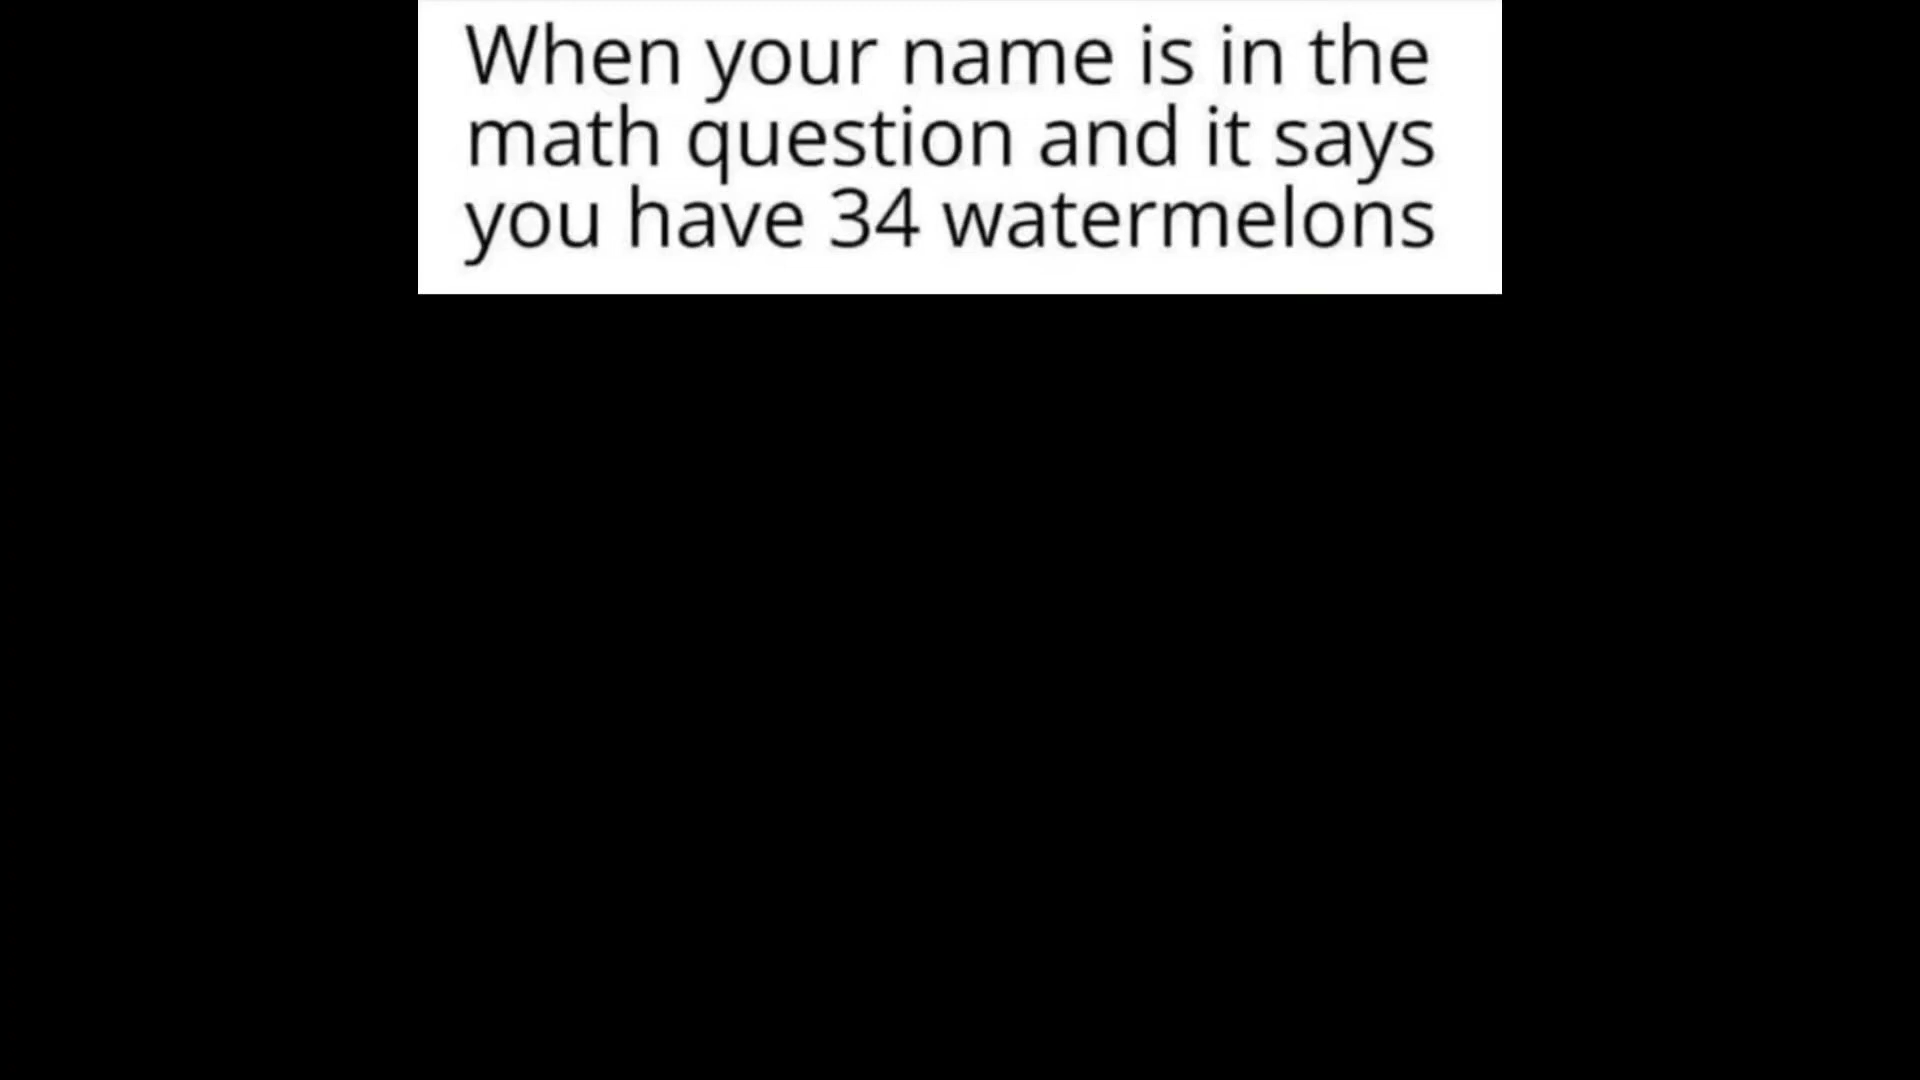 When your name is in the
math question and it says
you have 34 watermelons